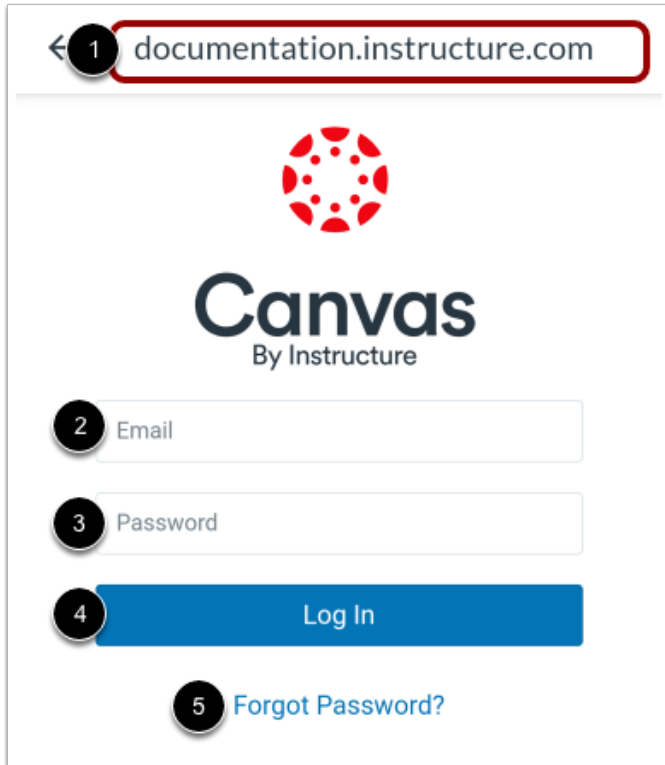 1 documentation.instructure.com
Canvas
By Instructure
2 Email
3 Password
4 Log In
5 Forgot Password?